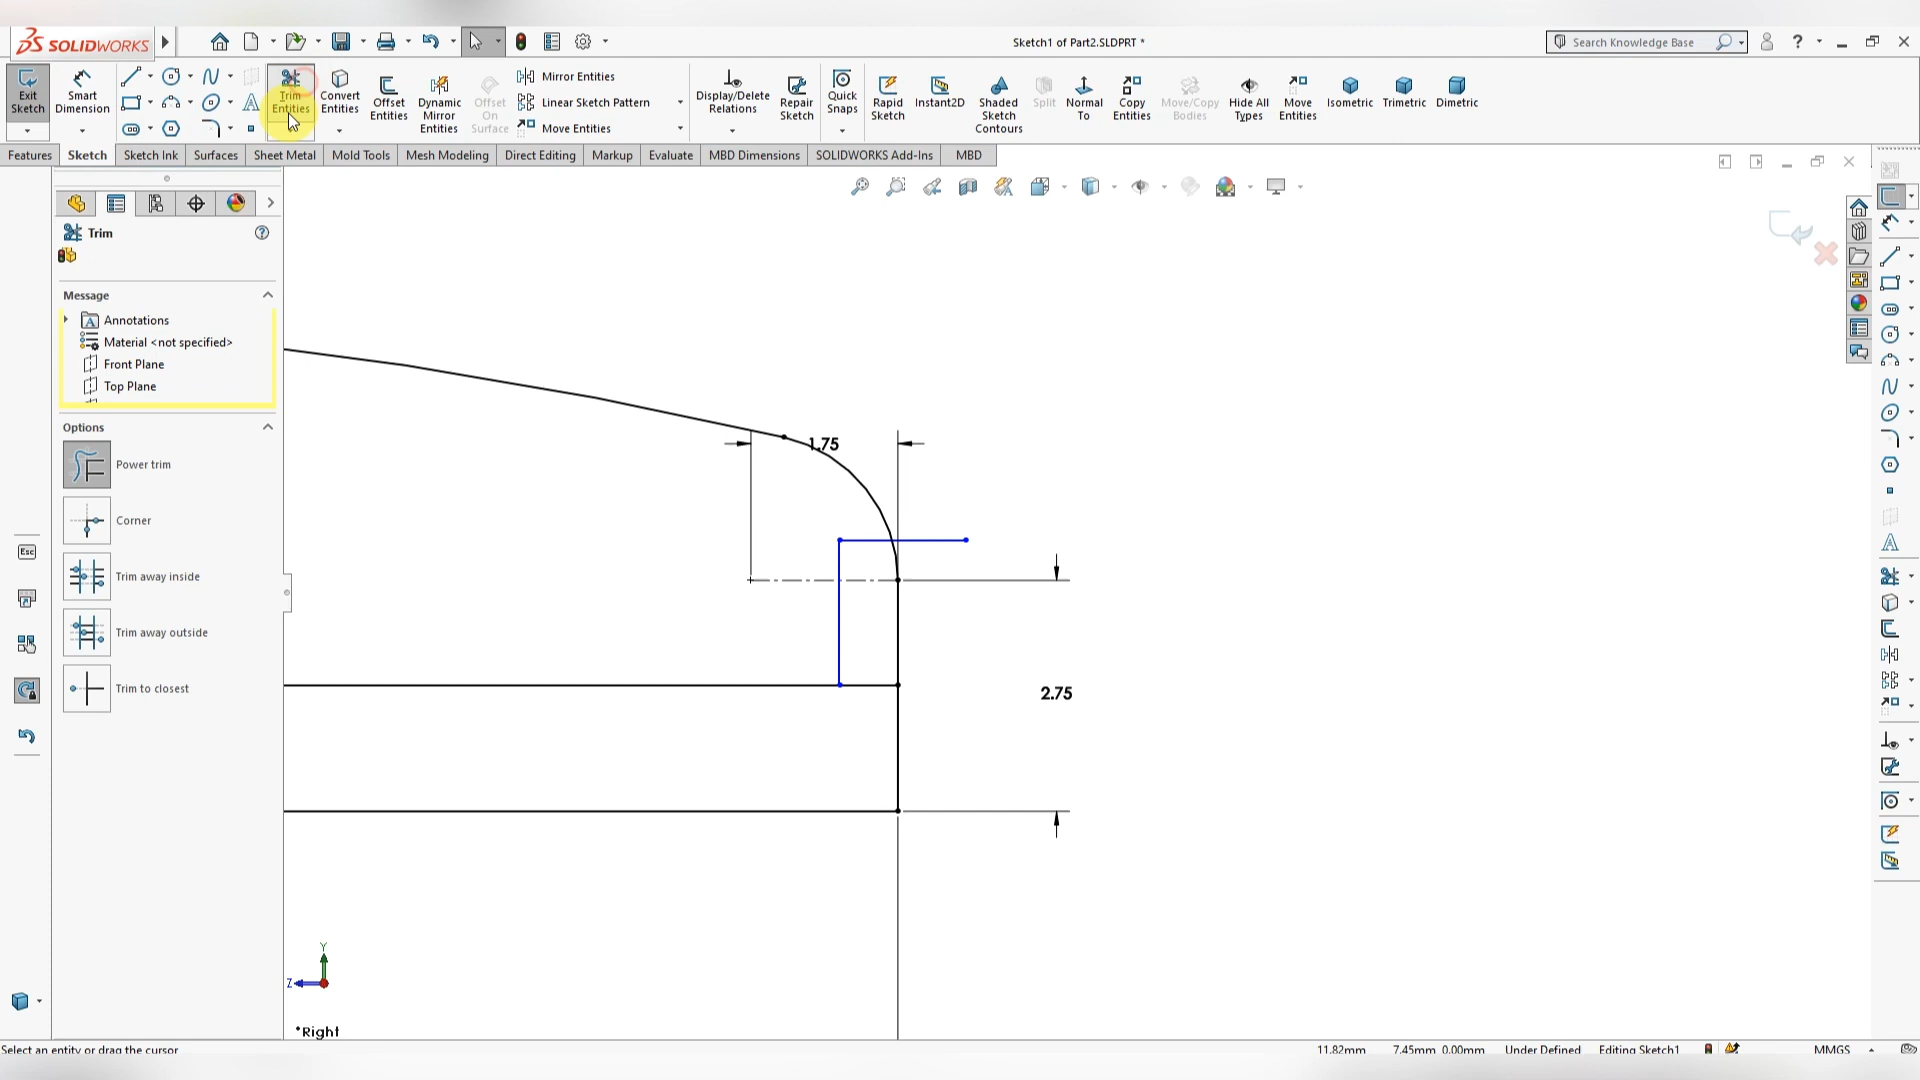 SOLIDWORKS
Sketch1 of Part2.SLDPRT *
Search Knowledge Base
?
Exit Sketch
Smart Dimension
Trim Entities
Convert Entities
Offset Entities
Dynamic Mirror Entities
Offset On Surface
Mirror Entities
Linear Sketch Pattern
Move Entities
Display/Delete Relations
Repair Sketch
Quick Snaps
Rapid Sketch
Instant2D
Shaded Sketch Contours
Split
Normal To
Copy Entities
Move/Copy Bodies
Hide All Types
Move Entities
Isometric
Trimetric
Dimetric
Features
Sketch
Sketch Ink
Surfaces
Sheet Metal
Mold Tools
Mesh Modeling
Direct Editing
Markup
Evaluate
MBD Dimensions
SOLIDWORKS Add-Ins
MBD
Trim
Message
Annotations
Material <not specified>
Front Plane
Top Plane
Options
Power trim
Corner
Trim away inside
Trim away outside
Trim to closest
Esc
1.75
2.75
Y
Z
*Right
Select an entity or drag the cursor
11.82mm
7.45mm
0.00mm
Under Defined
Editing Sketch1
MMGS